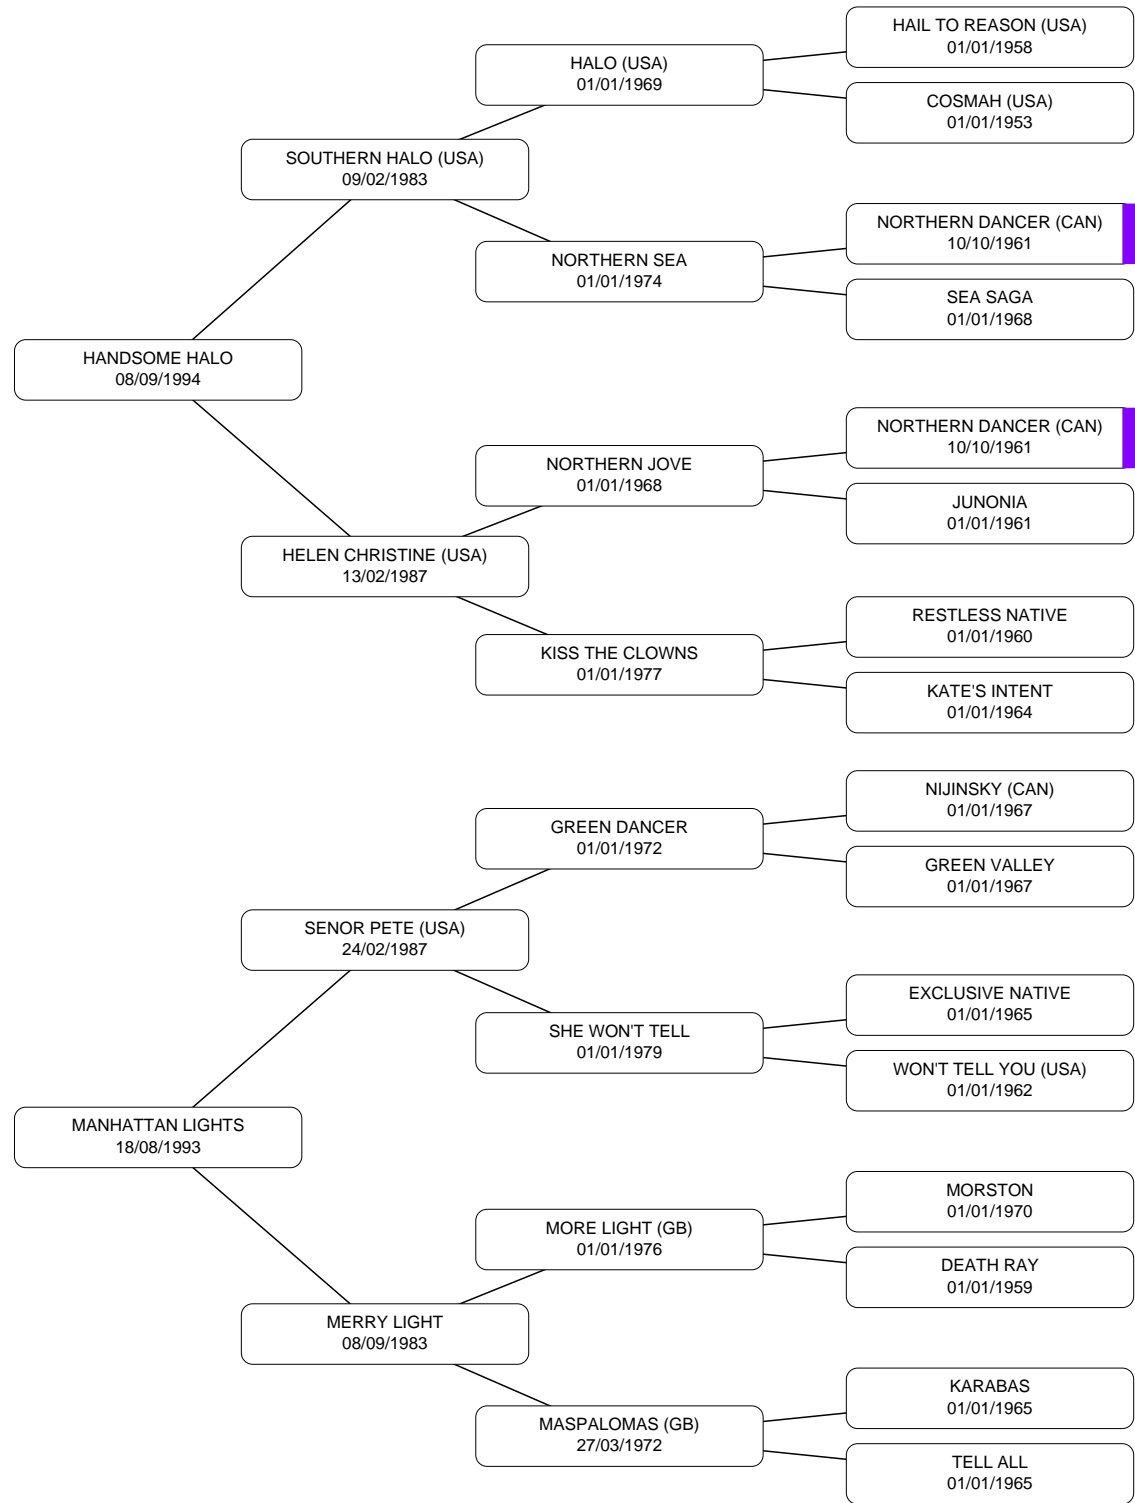 HAIL TO REASON (USA)
01/01/1958
HALO (USA)
01/01/1969
COSMAH (USA)
01/01/1953
SOUTHERN HALO (USA)
09/02/1983
NORTHERN DANCER (CAN)
10/10/1961
NORTHERN SEA
01/01/1974
SEA SAGA
01/01/1968
HANDSOME HALO
08/09/1994
NORTHERN DANCER (CAN)
10/10/1961
NORTHERN JOVE
01/01/1968
JUNONIA
01/01/1961
HELEN CHRISTINE (USA)
13/02/1987
RESTLESS NATIVE
01/01/1960
KISS THE CLOWNS
01/01/1977
KATE'S INTENT
01/01/1964
NIJINSKY (CAN)
01/01/1967
GREEN DANCER
01/01/1972
GREEN VALLEY
01/01/1967
SENOR PETE (USA)
24/02/1987
EXCLUSIVE NATIVE
01/01/1965
SHE WON'T TELL
01/01/1979
WON'T TELL YOU (USA)
01/01/1962
MANHATTAN LIGHTS
18/08/1993
MORSTON
01/01/1970
MORE LIGHT (GB)
01/01/1976
DEATH RAY
01/01/1959
MERRY LIGHT
08/09/1983
KARABAS
01/01/1965
MASPALOMAS (GB)
27/03/1972
TELL ALL
01/01/1965